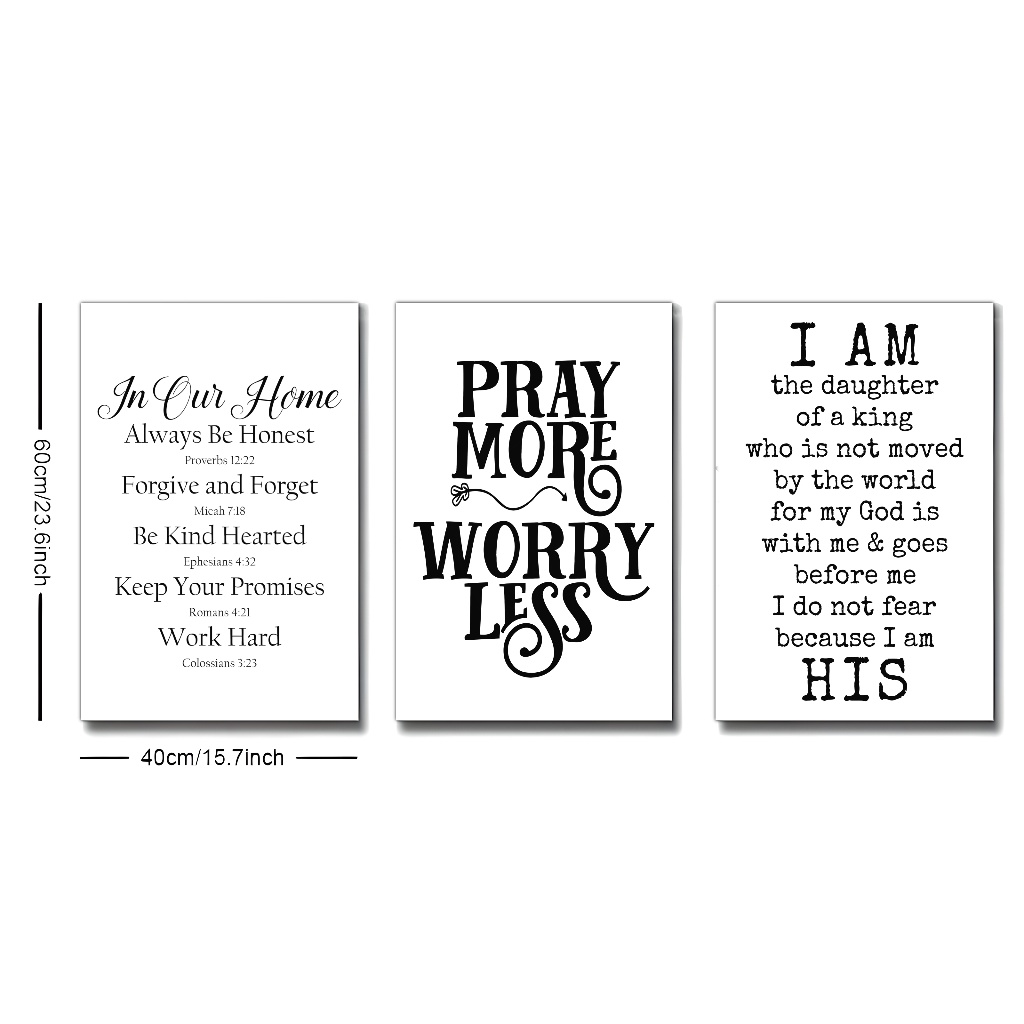 60cm/23.6inch
In Our Home
Always Be Honest
Proverbs 12:22
Forgive and Forget
Micah 7:18
Be Kind Hearted
Ephesians 4:32
Keep Your Promises
Romans 4:21
Work Hard
Colossians 3:23
PRAY
MORE
WORRY
LESS
I AM
the daughter
of a king
who is not moved
by the world
for my God is
with me & goes
before me
I do not fear
because I am
HIS
40cm/15.7inch